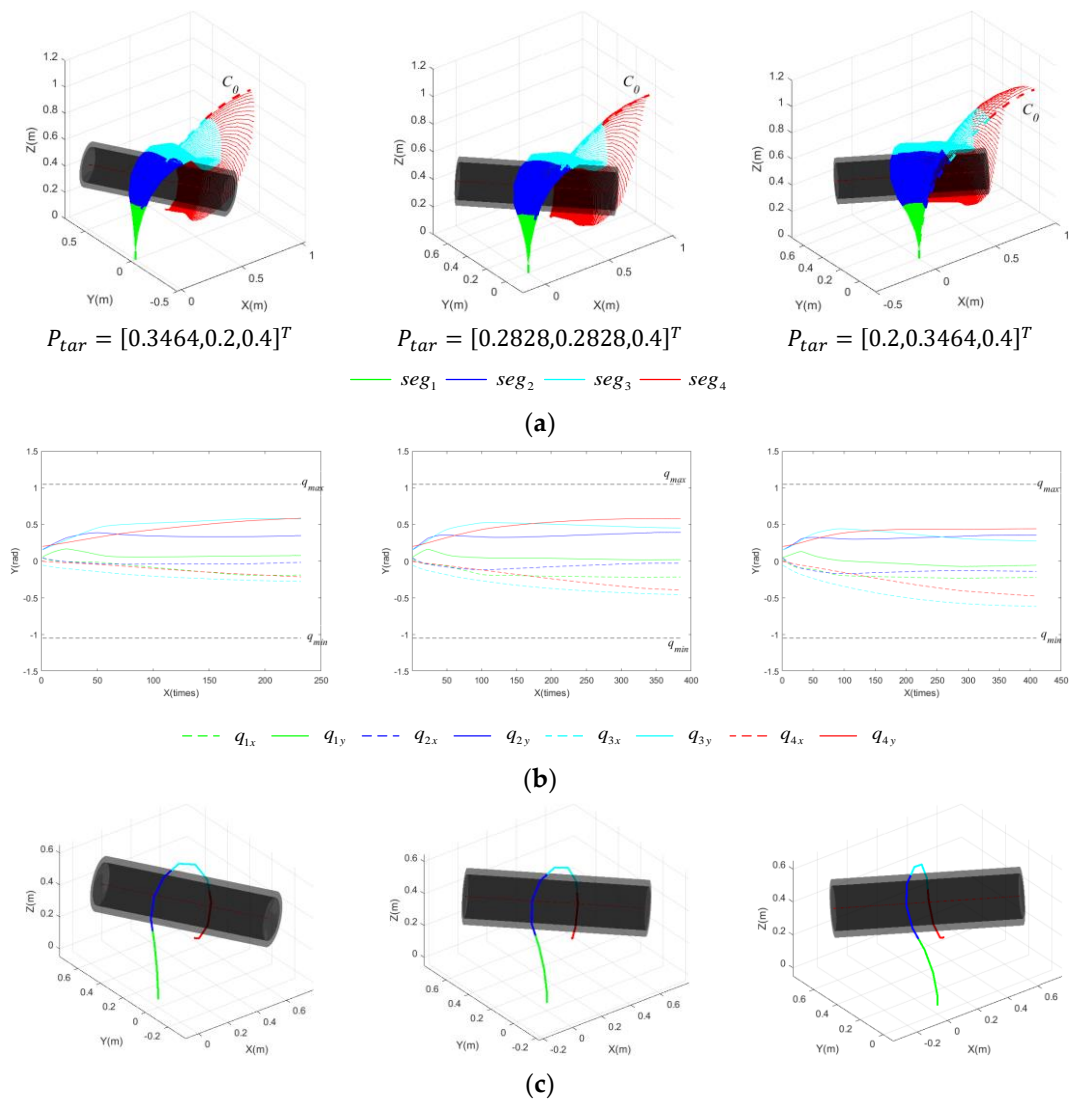 1.2
1
0.8
0.6
0.4
0.2
0
Z(m)
C₀
0.5
0
-0.5
Y(m)
0
0.5
1
X(m)
1.2
1
0.8
0.6
0.4
0.2
0
Z(m)
C₀
0.6
0.4
0.2
0
Y(m)
0
0.5
1
X(m)
1.2
1
0.8
0.6
0.4
0.2
0
Z(m)
C₀
0.6
0.4
0.2
0
Y(m)
-0.5
0
0.5
1
X(m)
P_tar = [0.3464,0.2,0.4]^T
P_tar = [0.2828,0.2828,0.4]^T
P_tar = [0.2,0.3464,0.4]^T
seg₁ seg₂ seg₃ seg₄
(a)
1.5
1
0.5
0
-0.5
-1
-1.5
Y(rad)
q_max
q_min
0 50 100 150 200 250
X(times)
1.5
1
0.5
0
-0.5
-1
-1.5
Y(rad)
q_max
q_min
0 50 100 150 200 250 300 350 400
X(times)
1.5
1
0.5
0
-0.5
-1
-1.5
Y(rad)
q_max
q_min
0 50 100 150 200 250 300 350 400 450
X(times)
q₁ₓ q_1y q₂ₓ q_2y q₃ₓ q_3y q₄ₓ q_4y
(b)
0.6
0.4
0.2
0
Z(m)
0.6
0.4
0.2
0
-0.2
Y(m)
0
0.2
0.4
0.6
X(m)
0.6
0.4
0.2
0
Z(m)
0.6
0.4
0.2
0
-0.2
Y(m)
-0.2
0
0.2
0.4
0.6
X(m)
0.6
0.4
0.2
0
Z(m)
0.6
0.4
0.2
0
Y(m)
-0.2
0
0.2
0.4
0.6
X(m)
(c)